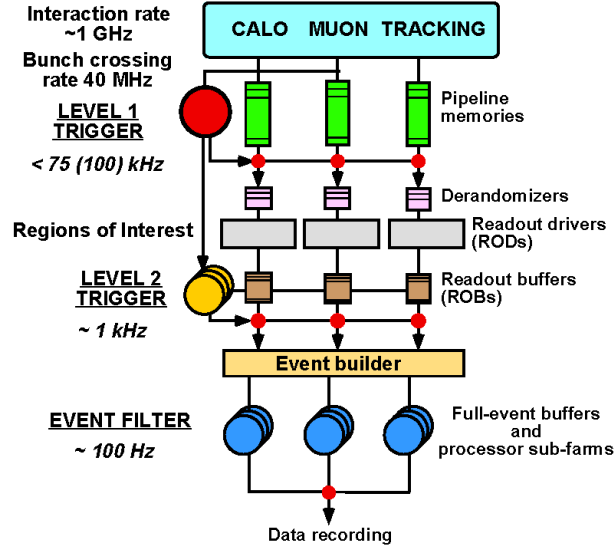 Interaction rate
~1 GHz
CALO MUON TRACKING
Bunch crossing
rate 40 MHz
LEVEL 1
TRIGGER
Pipeline
memories
< 75 (100) kHz
Derandomizers
Regions of Interest
Readout drivers
(RODs)
LEVEL 2
TRIGGER
Readout buffers
(ROBs)
~ 1 kHz
Event builder
EVENT FILTER
~ 100 Hz
Full-event buffers
and
processor sub-farms
Data recording